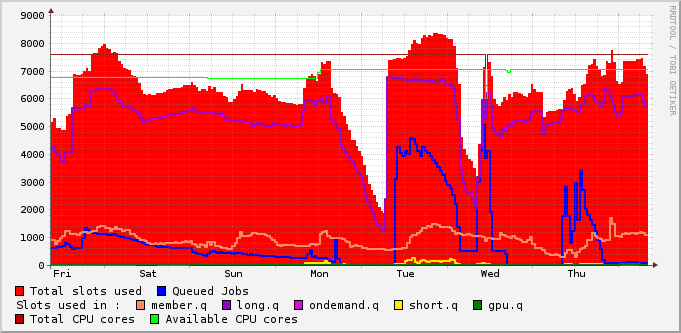 9000
8000
7000
6000
5000
4000
3000
2000
1000
0
Fri Sat Sun Mon Tue Wed Thu
RRDTOOL / TOBI OETIKER
Total slots used Queued Jobs
Slots used in : member.q long.q ondemand.q short.q gpu.q
Total CPU cores Available CPU cores